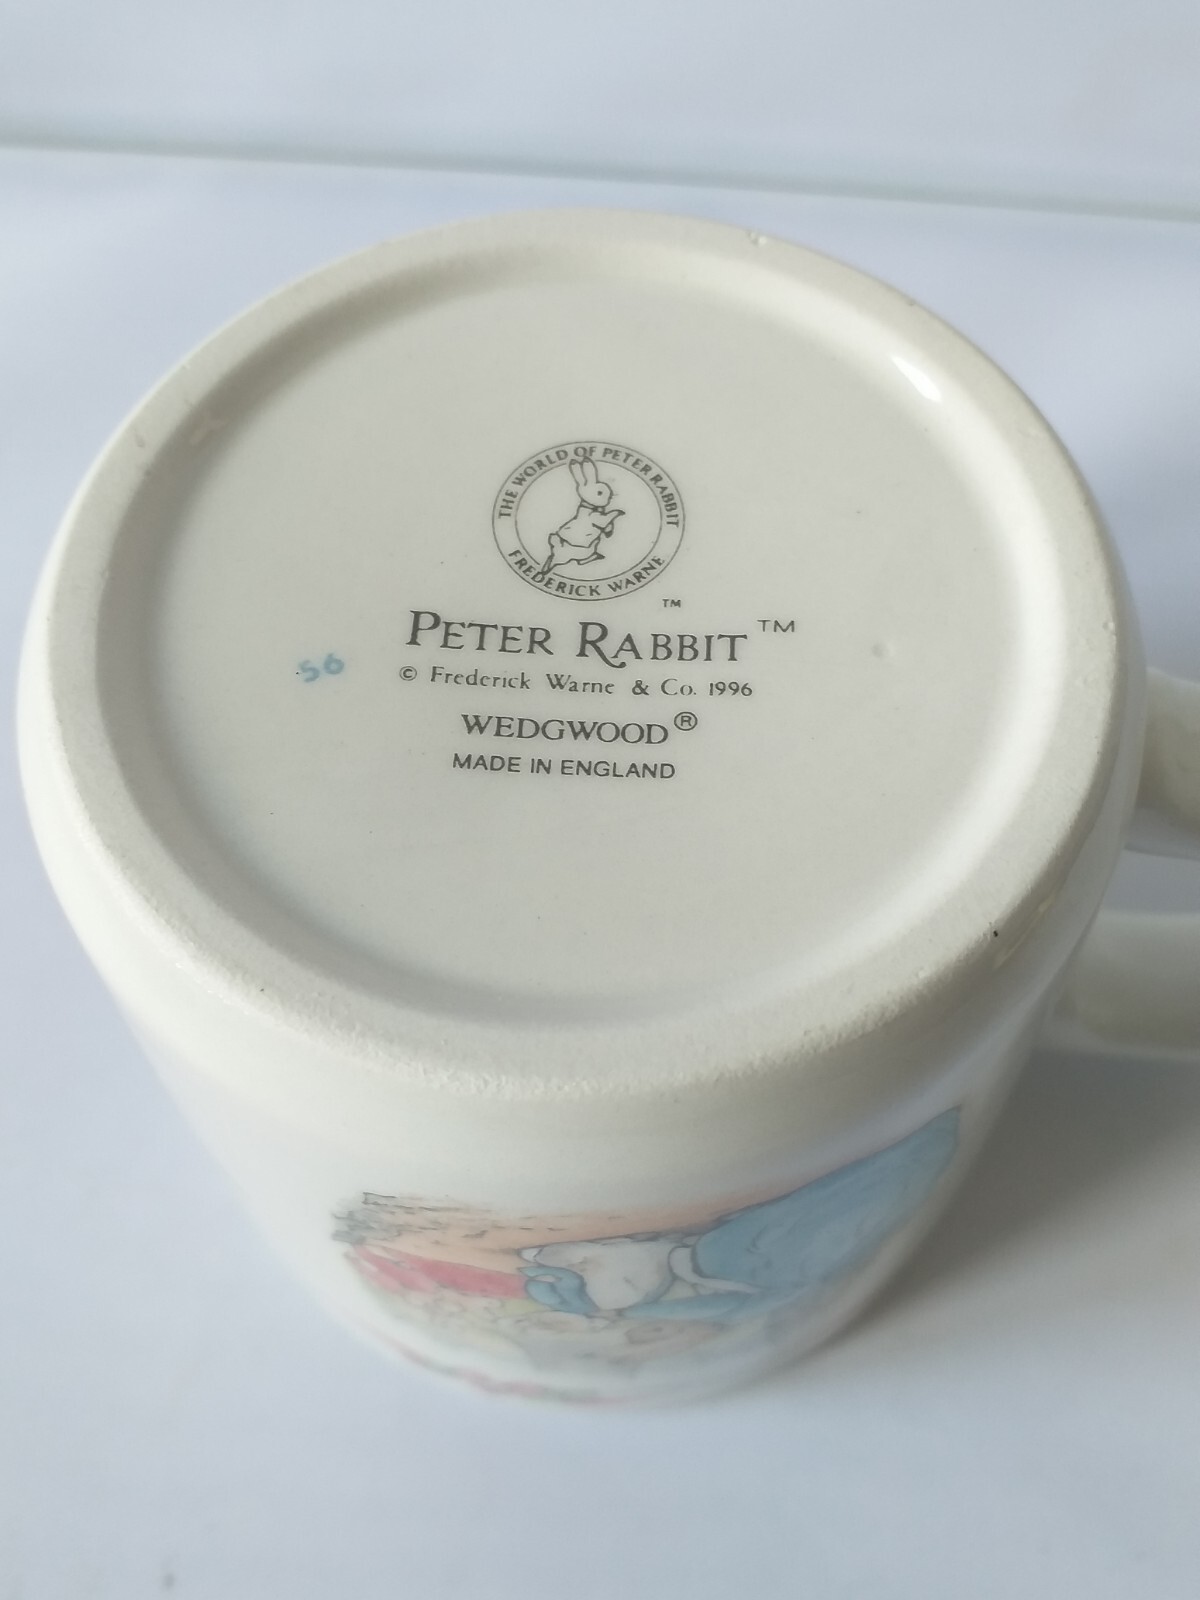 THE WORLD OF PETER RABBIT
FREDERICK WARNE
TM
PETER RABBIT TM
© Frederick Warne & Co. 1996
56
WEDGWOOD®
MADE IN ENGLAND